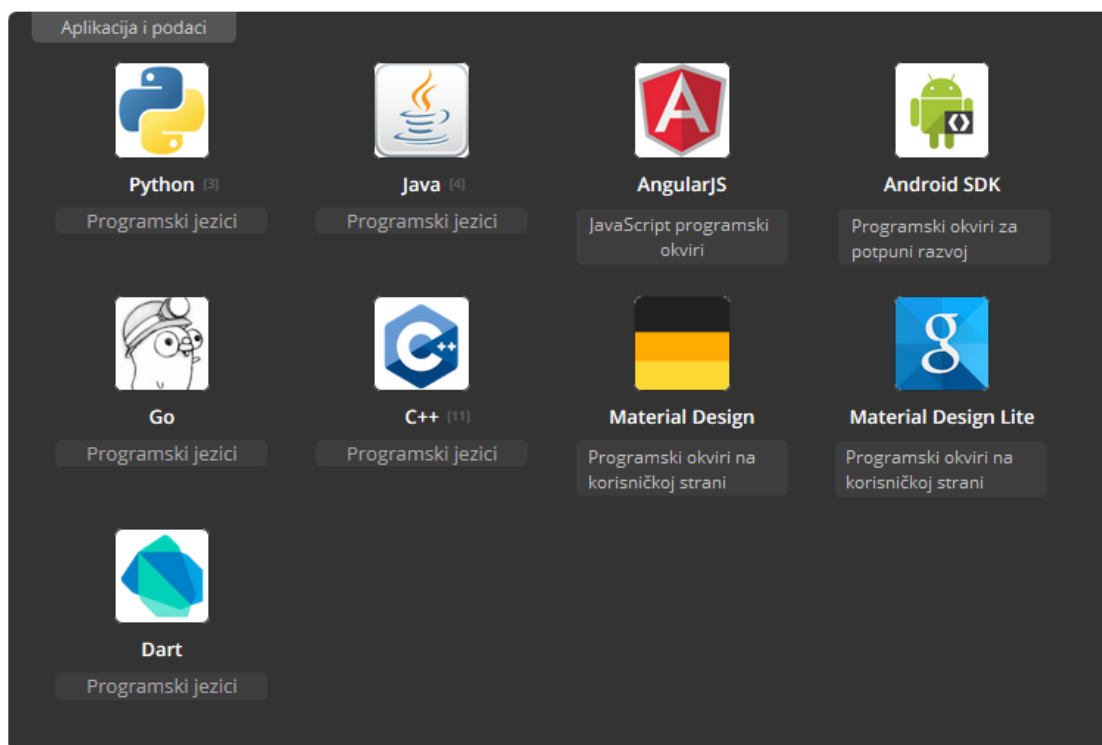 Aplikacija i podaci
Python [3]
Java [4]
AngularJS
Android SDK
Programski jezici
Programski jezici
JavaScript programski
okviri
Programski okviri za
potpuni razvoj
Go
C++ [11]
Material Design
Material Design Lite
Programski jezici
Programski jezici
Programski okviri na
korisničkoj strani
Programski okviri na
korisničkoj strani
Dart
Programski jezici